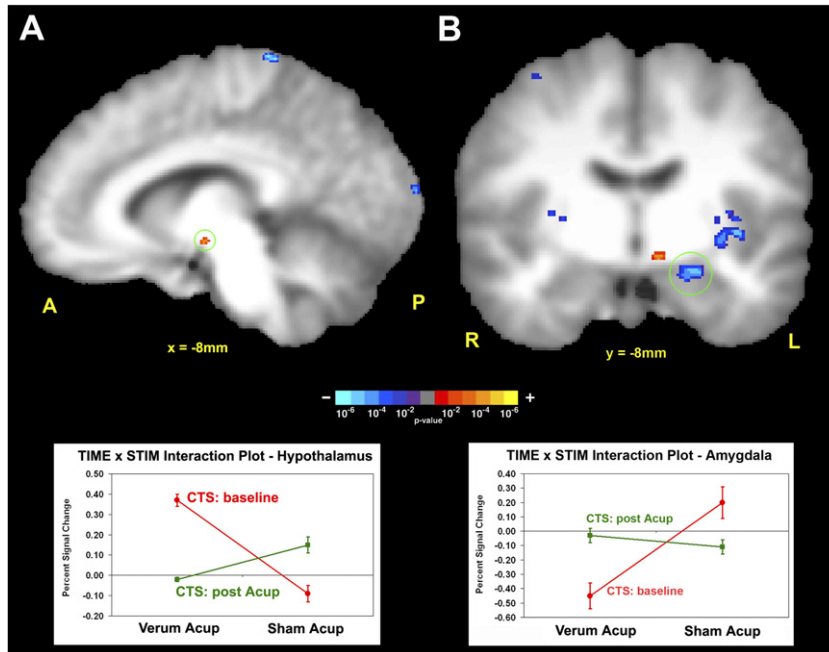 A
B
A
P
x = -8mm
R
L
y = -8mm
− +
10-6 10-4 10-2 10-2 10-4 10-6
p-value
TIME x STIM Interaction Plot - Hypothalamus
0.50
0.40
0.30
0.20
0.10
0.00
-0.10
-0.20
Percent Signal Change
CTS: baseline
CTS: post Acup
Verum Acup Sham Acup
TIME x STIM Interaction Plot - Amygdala
0.40
0.30
0.20
0.10
0.00
-0.10
-0.20
-0.30
-0.40
-0.50
-0.60
Percent Signal Change
CTS: post Acup
CTS: baseline
Verum Acup Sham Acup